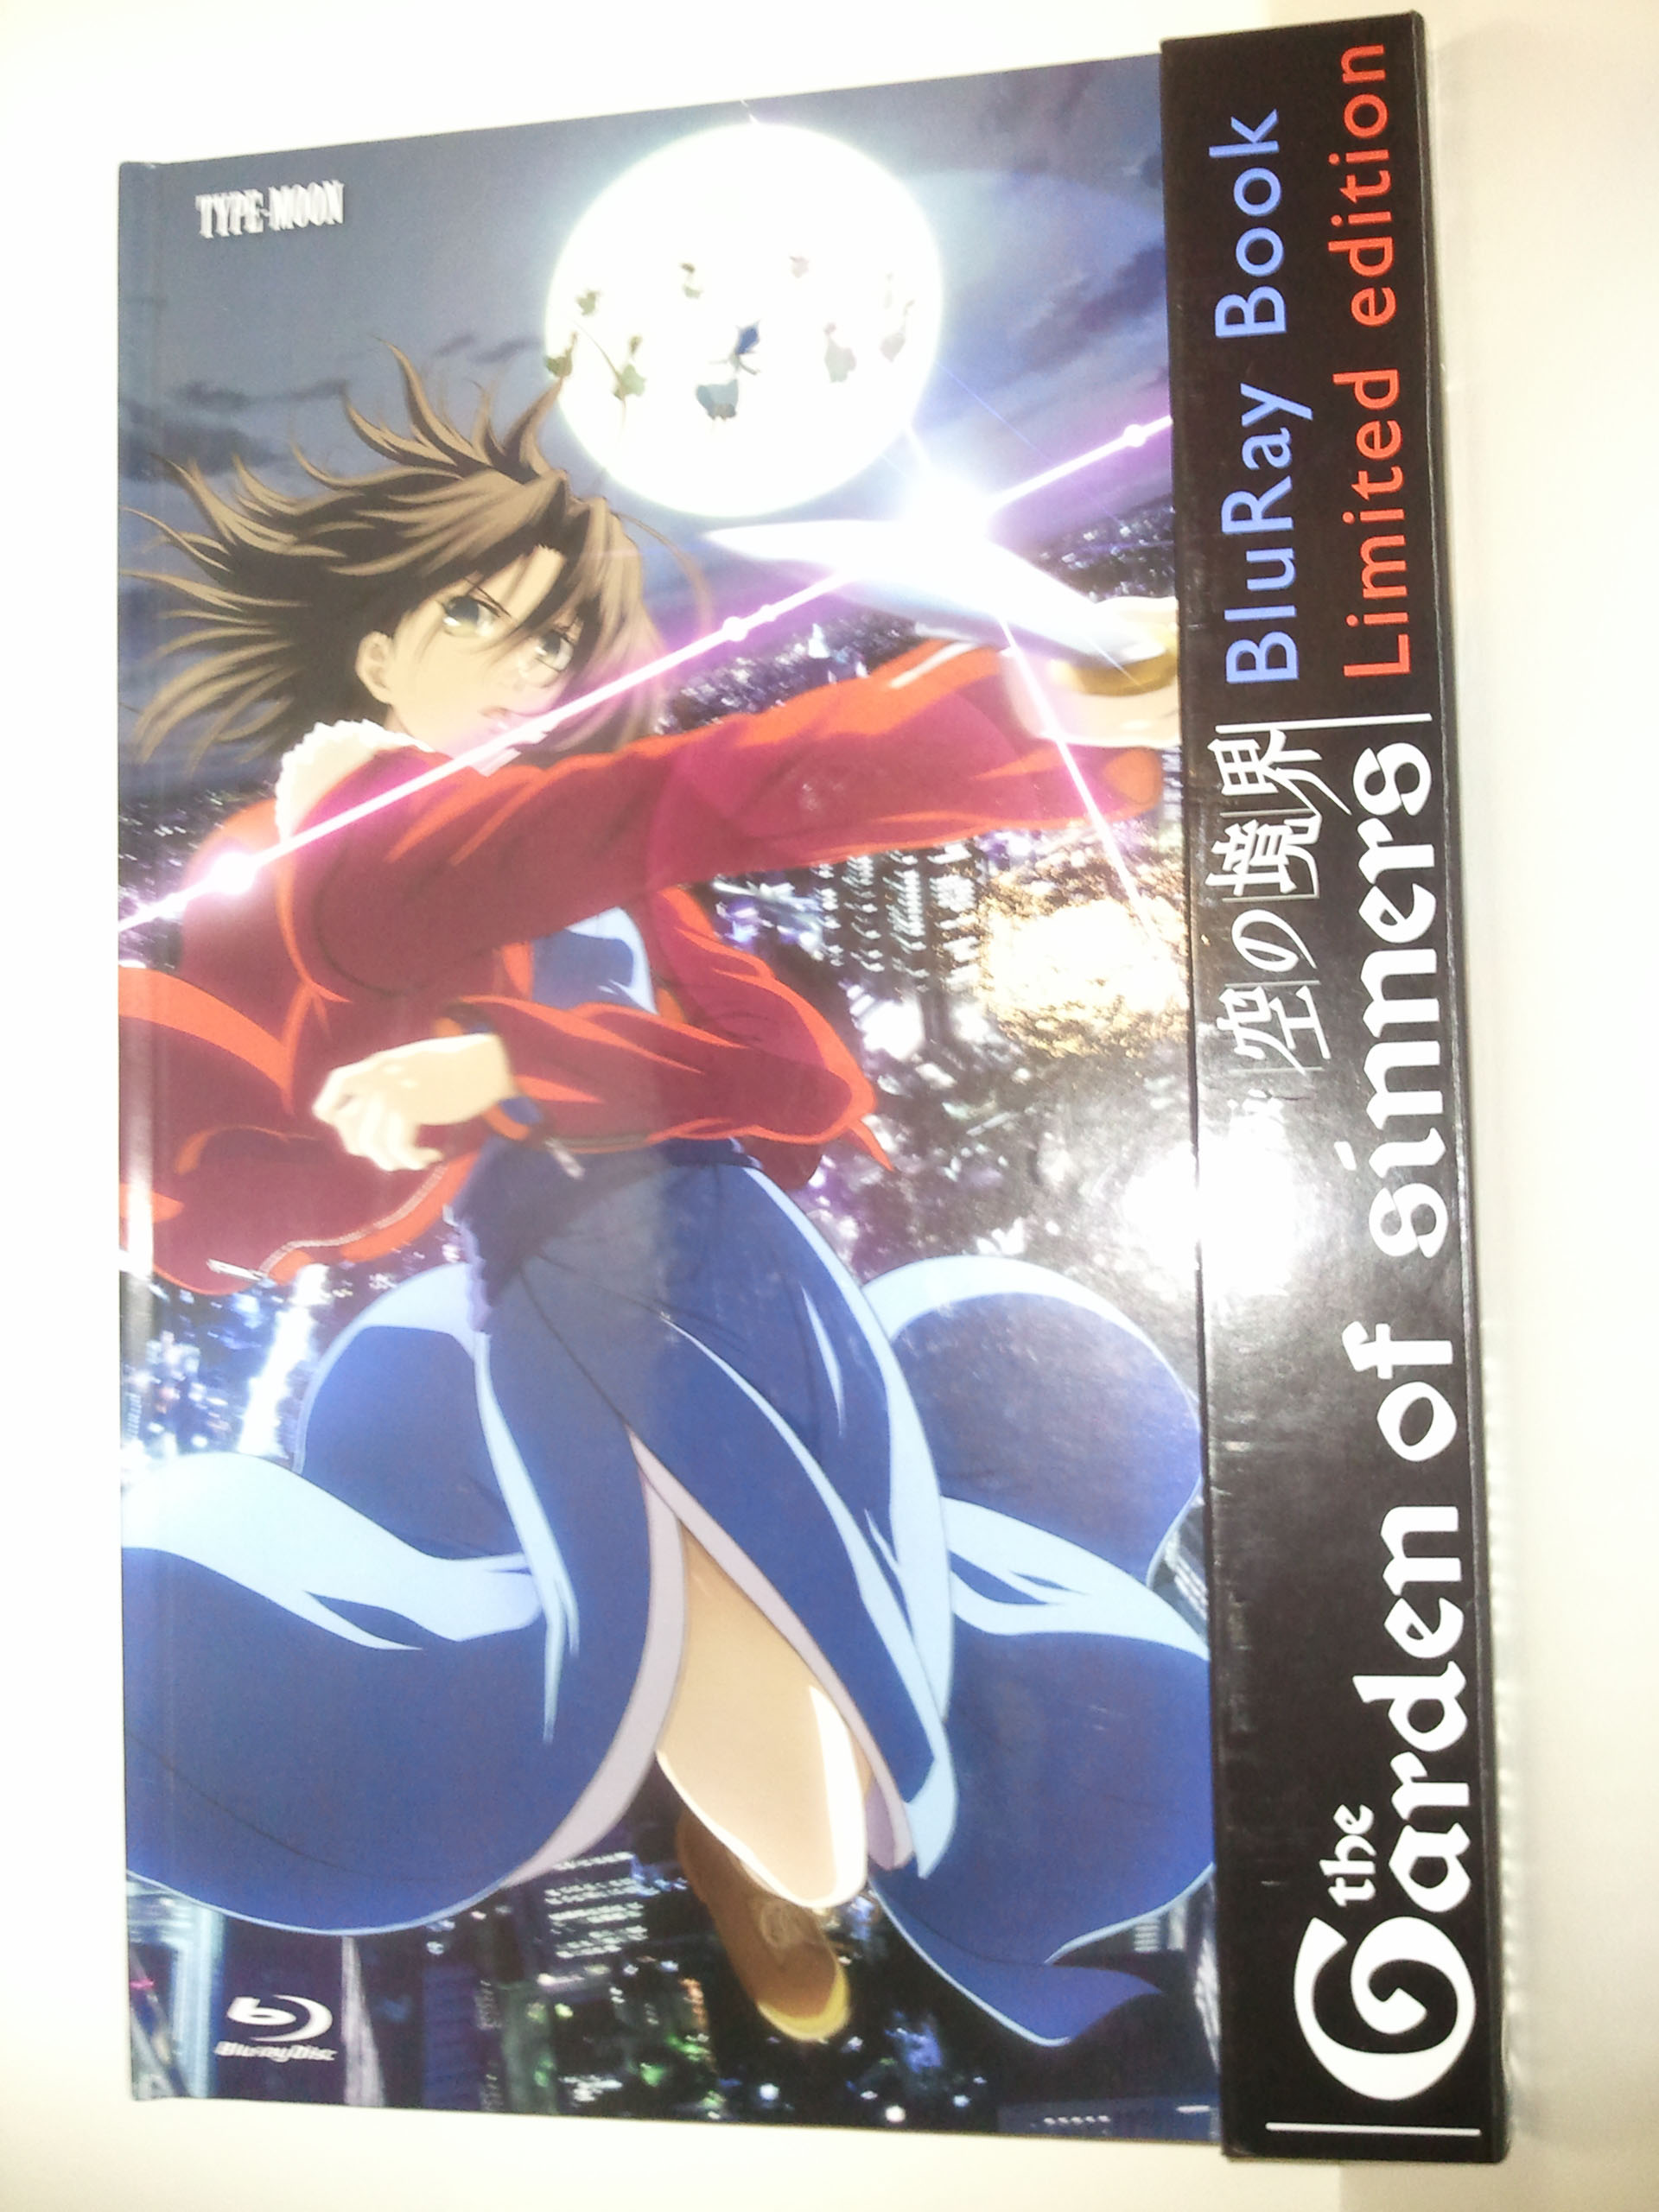 TYPE-MOON
空の境界
the Garden of sinners
BluRay Book
Limited edition
Blu-ray Disc